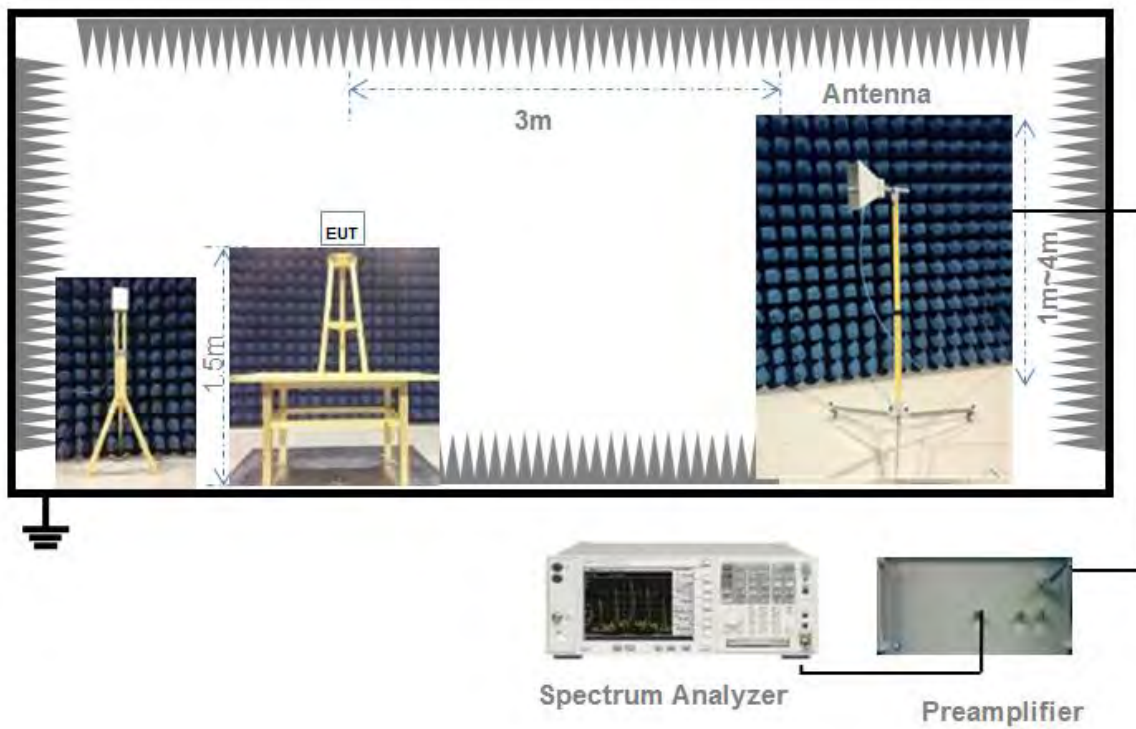 Antenna
3m
EUT
1.5m
1m~4m
Spectrum Analyzer
Preamplifier